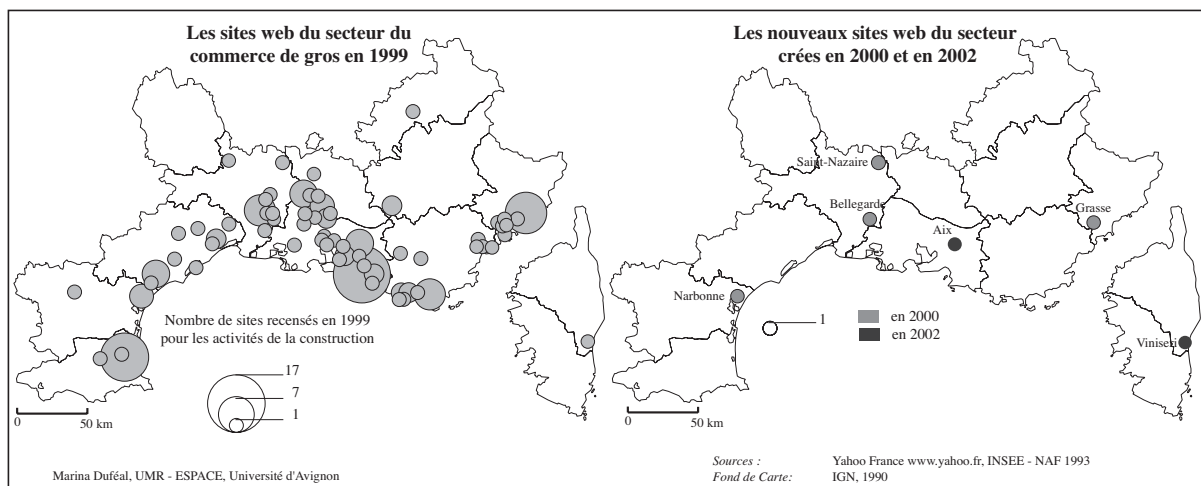 Les sites web du secteur du
commerce de gros en 1999
Nombre de sites recensés en 1999
pour les activités de la construction
17
7
1
0
50 km
Marina Duféal, UMR - ESPACE, Université d'Avignon
Les nouveaux sites web du secteur
crées en 2000 et en 2002
Saint-Nazaire
Bellegarde
Grasse
Aix
Narbonne
Viniseri
1
en 2000
en 2002
0
50 km
Sources : Yahoo France www.yahoo.fr, INSEE - NAF 1993
Fond de Carte: IGN, 1990